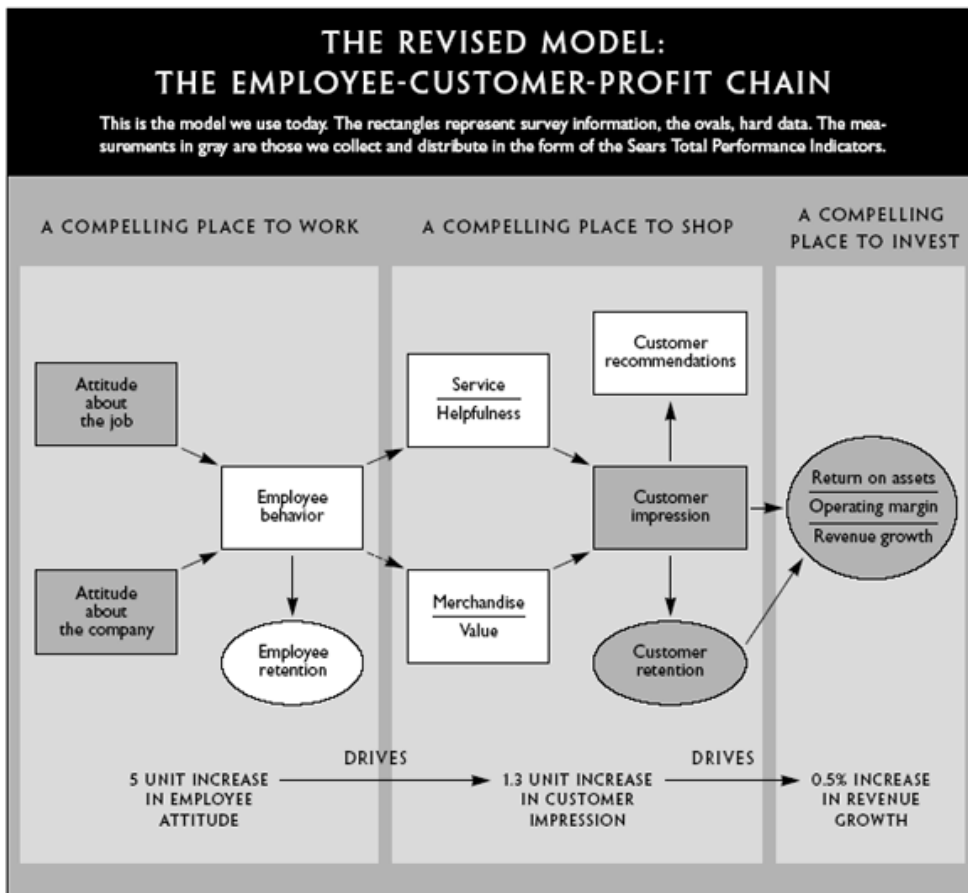 THE REVISED MODEL:
THE EMPLOYEE-CUSTOMER-PROFIT CHAIN
This is the model we use today. The rectangles represent survey information, the ovals, hard data. The mea-
surements in gray are those we collect and distribute in the form of the Sears Total Performance Indicators.
A COMPELLING PLACE TO WORK
A COMPELLING PLACE TO SHOP
A COMPELLING
PLACE TO INVEST
Attitude
about
the job
Attitude
about
the company
Employee
behavior
Employee
retention
Service
Helpfulness
Merchandise
Value
Customer
recommendations
Customer
impression
Customer
retention
Return on assets
Operating margin
Revenue growth
5 UNIT INCREASE
IN EMPLOYEE
ATTITUDE
DRIVES
1.3 UNIT INCREASE
IN CUSTOMER
IMPRESSION
DRIVES
0.5% INCREASE
IN REVENUE
GROWTH